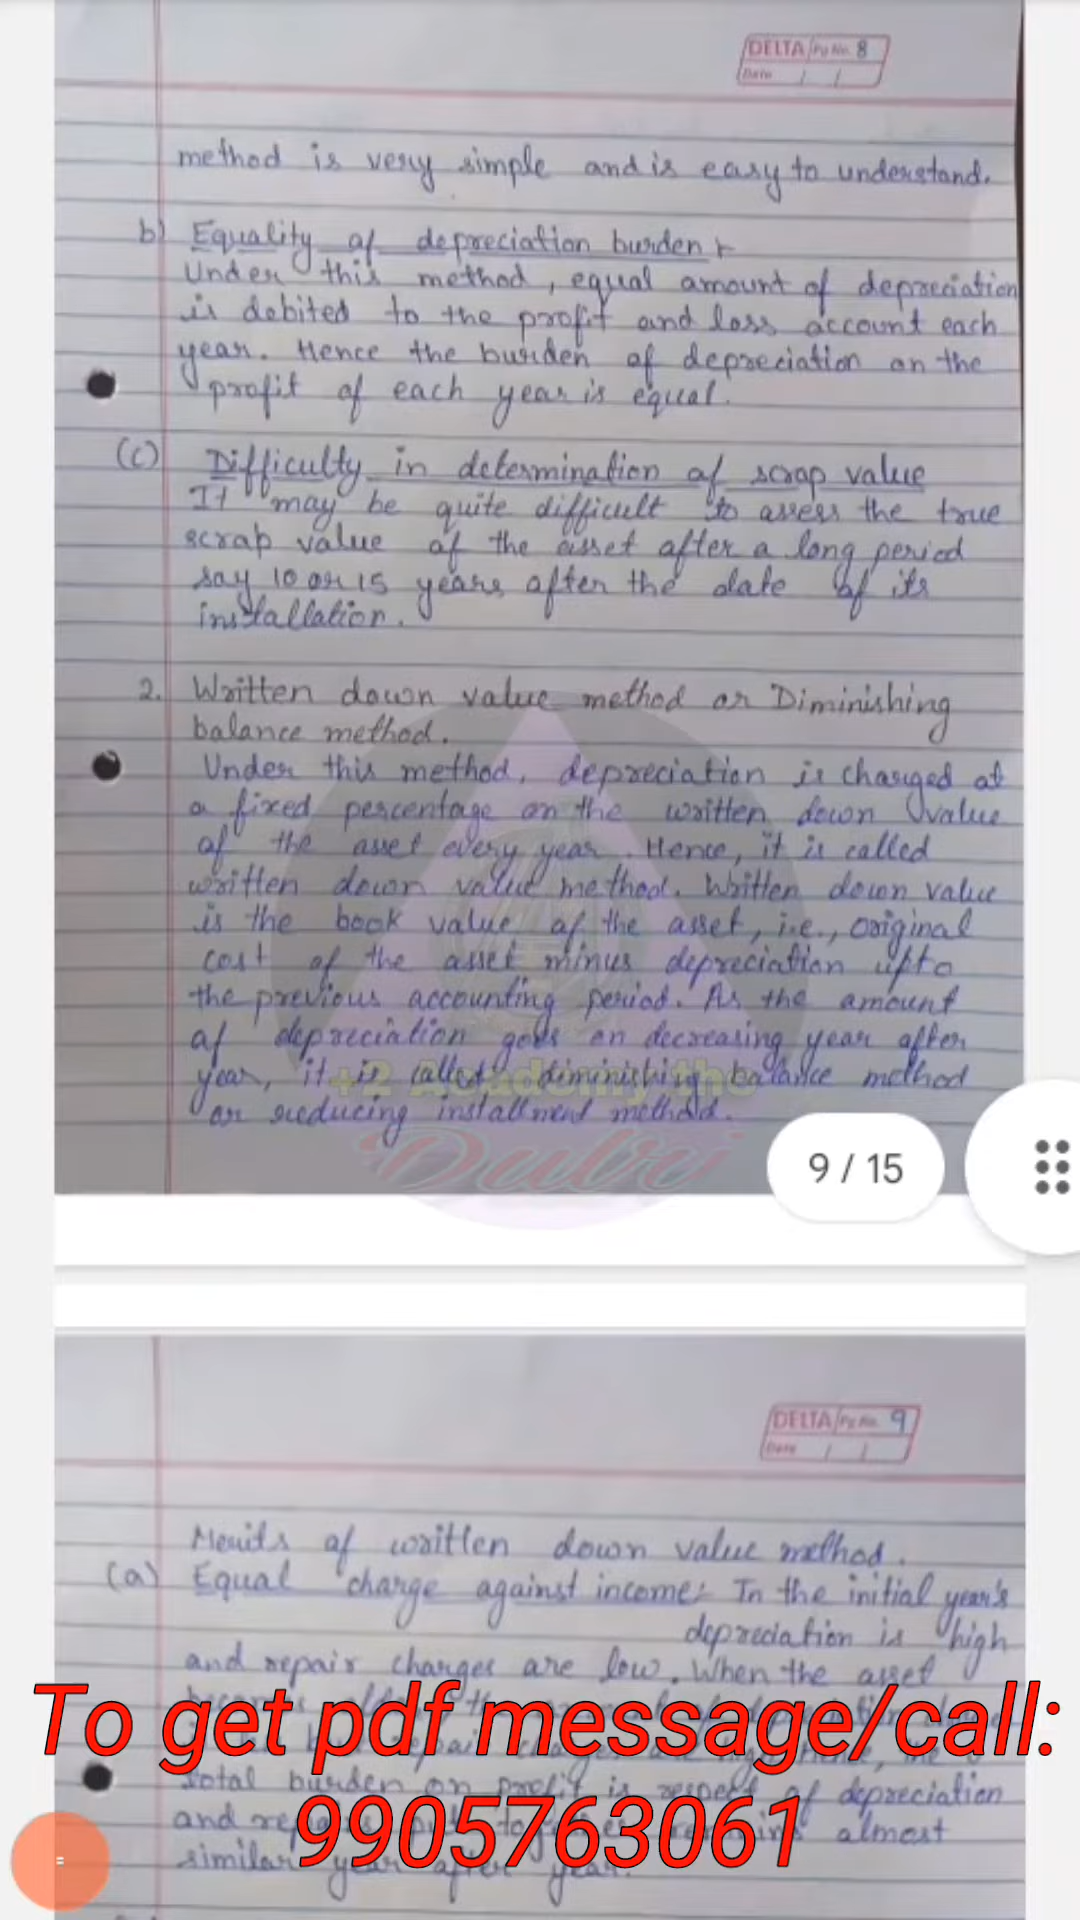 DELTA Pg No. 8
Date / /
method is very simple and is easy to understand.
b) Equality of depreciation burden :-
Under this method, equal amount of depreciation
is debited to the profit and loss account each
year. Hence the burden of depreciation on the
profit of each year is equal.
(c) Difficulty in determination of scrap value
It may be quite difficult to assess the true
scrap value of the asset after a long period
say 10 or 15 years after the date of its
installation.
2. Written down value method or Diminishing
balance method.
Under this method, depreciation is charged at
a fixed percentage on the written down value
of the asset every year. Hence, it is called
written down value method. Written down value
is the book value of the asset, i.e., original
cost of the asset minus depreciation upto
the previous accounting period. As the amount
of depreciation goes on decreasing year after
year, it is called diminishing balance method
or reducing installment method.
+2 Academy the
Dubri
9 / 15
DELTA Pg No. 9
Date / /
Merits of written down value method.
(a) Equal charge against income:- In the initial year's
depreciation is high
and repair charges are low. When the asset
To get pdf message/call:
total burden on profit is respect of depreciation
9905763061
and almost
similar year after year.